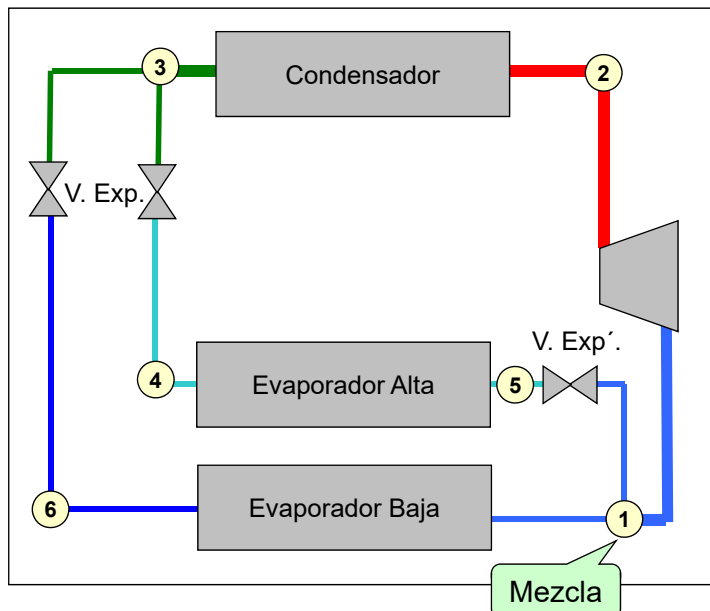 3
Condensador
2
V. Exp.
V. Exp´.
4
Evaporador Alta
5
6
Evaporador Baja
1
Mezcla